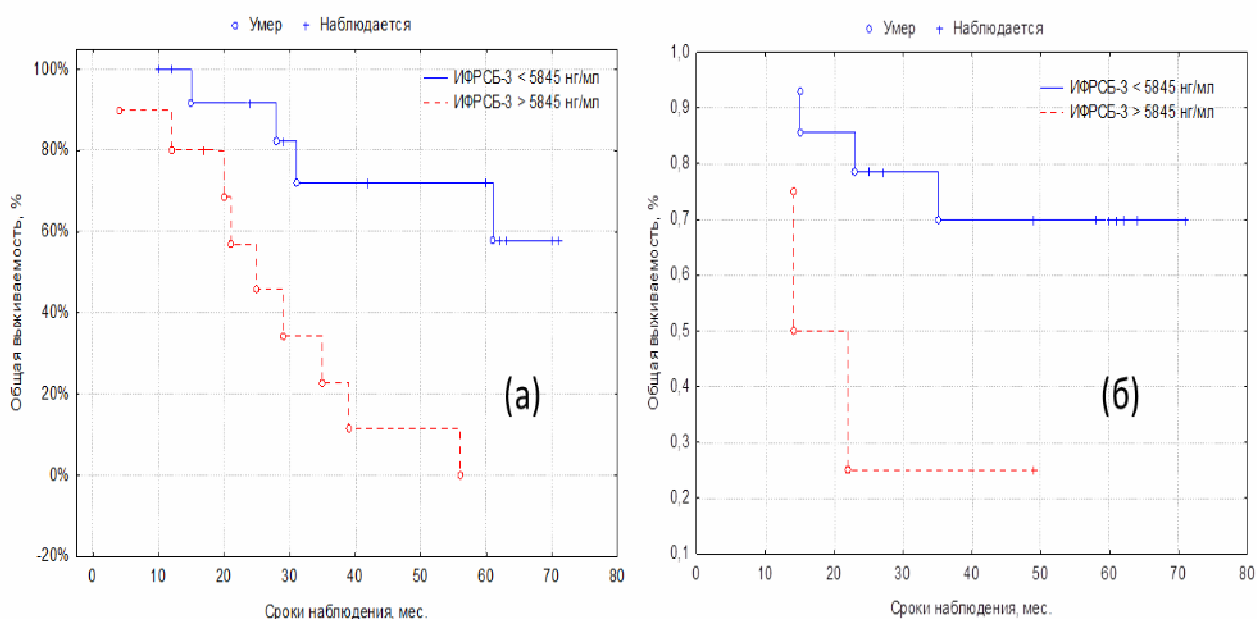 Умер Наблюдается
100%
80%
60%
40%
20%
0%
-20%
Общая выживаемость, %
ИФРСБ-3 < 5845 нг/мл
ИФРСБ-3 > 5845 нг/мл
(а)
0 10 20 30 40 50 60 70 80
Сроки наблюдения, мес.
Умер Наблюдается
1,0
0,9
0,8
0,7
0,6
0,5
0,4
0,3
0,2
0,1
Общая выживаемость, %
ИФРСБ-3 < 5845 нг/мл
ИФРСБ-3 > 5845 нг/мл
(б)
0 10 20 30 40 50 60 70 80
Сроки наблюдения, мес.